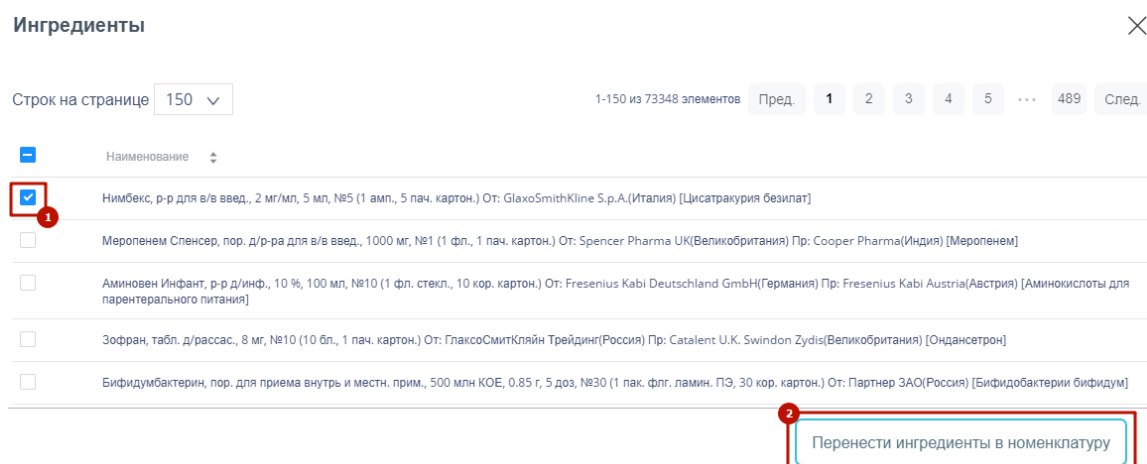 Ингредиенты
Строк на странице 150
1-150 из 73348 элементов Пред. 1 2 3 4 5 ••• 489 След.
Наименование
Нимбекс, р-р для в/в введ., 2 мг/мл, 5 мл, №5 (1 амп., 5 пач. картон.) От: GlaxoSmithKline S.p.A.(Италия) [Цисатракурия безилат]
1
Меропенем Спенсер, пор. д/р-ра для в/в введ., 1000 мг, №1 (1 фл., 1 пач. картон.) От: Spencer Pharma UK(Великобритания) Пр: Cooper Pharma(Индия) [Меропенем]
Аминовен Инфант, р-р д/инф., 10 %, 100 мл, №10 (1 фл. стекл., 10 кор. картон.) От: Fresenius Kabi Deutschland GmbH(Германия) Пр: Fresenius Kabi Austria(Австрия) [Аминокислоты для
парентерального питания]
Зофран, табл. д/рассас., 8 мг, №10 (10 бл., 1 пач. картон.) От: ГлаксоСмитКляйн Трейдинг(Россия) Пр: Catalent U.K. Swindon Zydis(Великобритания) [Ондансетрон]
Бифидумбактерин, пор. для приема внутрь и местн. прим., 500 млн КОЕ, 0.85 г, 5 доз, №30 (1 пак. флг. ламин. ПЭ, 30 кор. картон.) От: Партнер ЗАО(Россия) [Бифидобактерии бифидум]
2
Перенести ингредиенты в номенклатуру